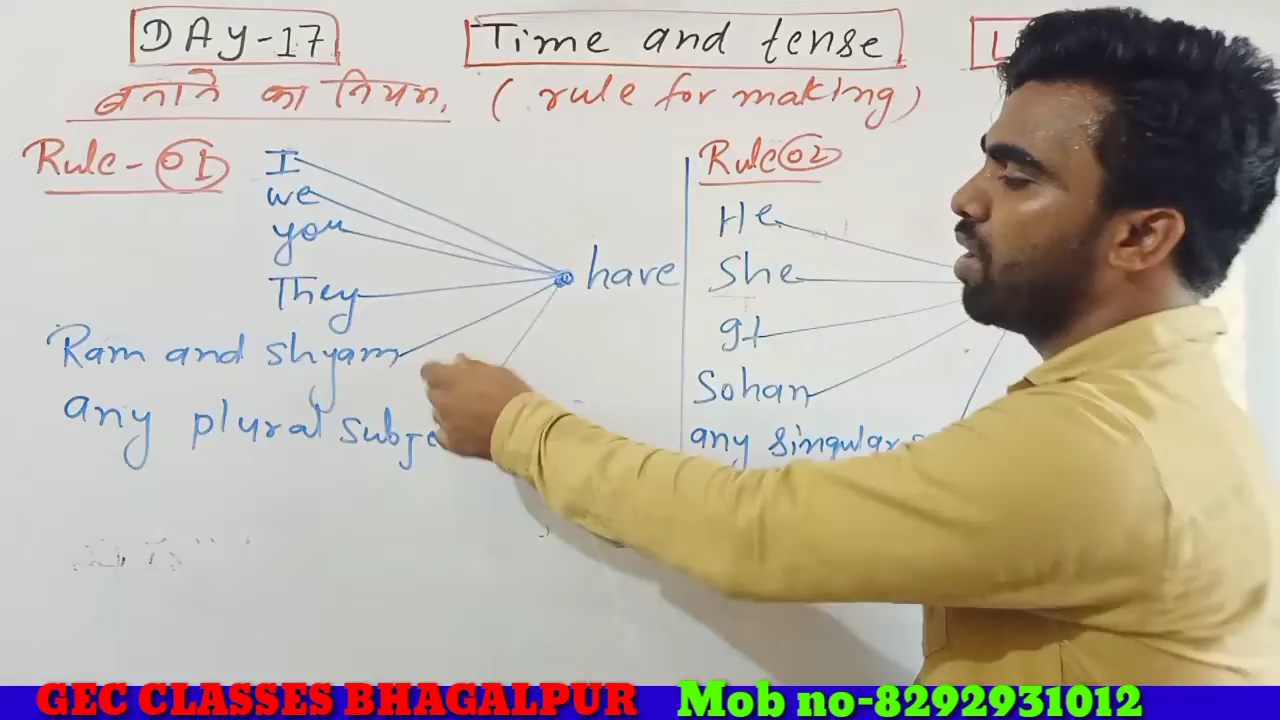 DAY-17
Time and tense
L
बनाने का नियम, (rule for making)
Rule-01
I
we
you
They
Ram and shyam
any plural subje
have
Rule 02
He
She
It
Sohan
any singular s
GEC CLASSES BHAGALPUR Mob no-8292931012